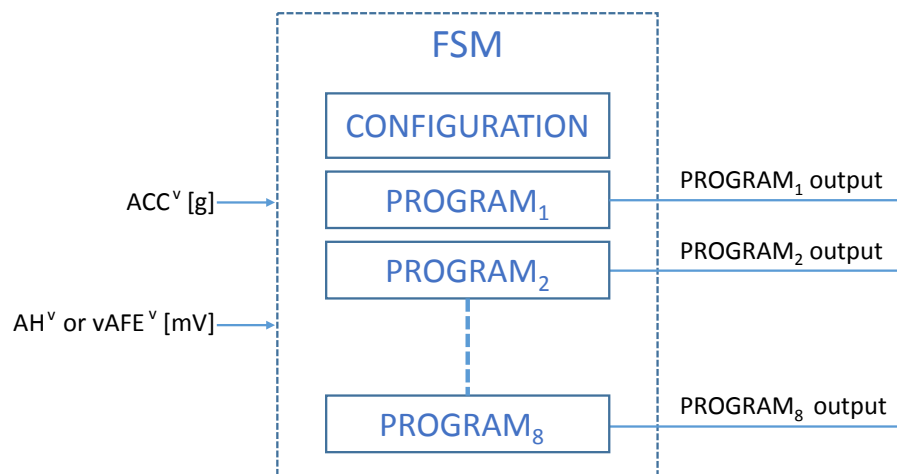 FSM
CONFIGURATION
ACCᵛ [g]
PROGRAM₁
PROGRAM₁ output
PROGRAM₂
PROGRAM₂ output
AHᵛ or vAFEᵛ [mV]
PROGRAM₈
PROGRAM₈ output